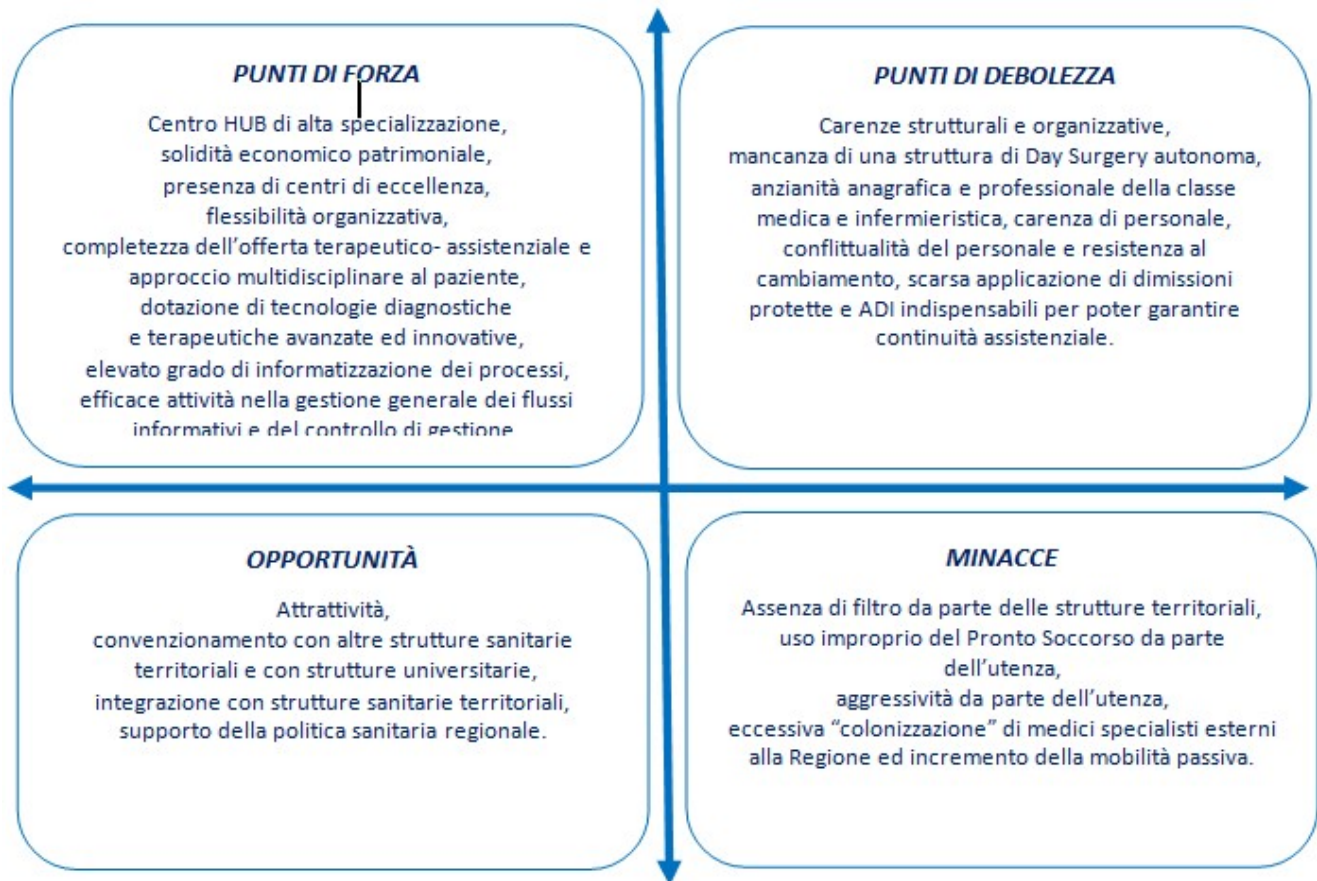 PUNTI DI FORZA
Centro HUB di alta specializzazione,
solidità economico patrimoniale,
presenza di centri di eccellenza,
flessibilità organizzativa,
completezza dell'offerta terapeutico- assistenziale e
approccio multidisciplinare al paziente,
dotazione di tecnologie diagnostiche
e terapeutiche avanzate ed innovative,
elevato grado di informatizzazione dei processi,
efficace attività nella gestione generale dei flussi
informativi e del controllo di gestione
PUNTI DI DEBOLEZZA
Carenze strutturali e organizzative,
mancanza di una struttura di Day Surgery autonoma,
anzianità anagrafica e professionale della classe
medica e infermieristica, carenza di personale,
conflittualità del personale e resistenza al
cambiamento, scarsa applicazione di dimissioni
protette e ADI indispensabili per poter garantire
continuità assistenziale.
OPPORTUNITÀ
Attrattività,
convenzionamento con altre strutture sanitarie
territoriali e con strutture universitarie,
integrazione con strutture sanitarie territoriali,
supporto della politica sanitaria regionale.
MINACCE
Assenza di filtro da parte delle strutture territoriali,
uso improprio del Pronto Soccorso da parte
dell'utenza,
aggressività da parte dell'utenza,
eccessiva "colonizzazione" di medici specialisti esterni
alla Regione ed incremento della mobilità passiva.